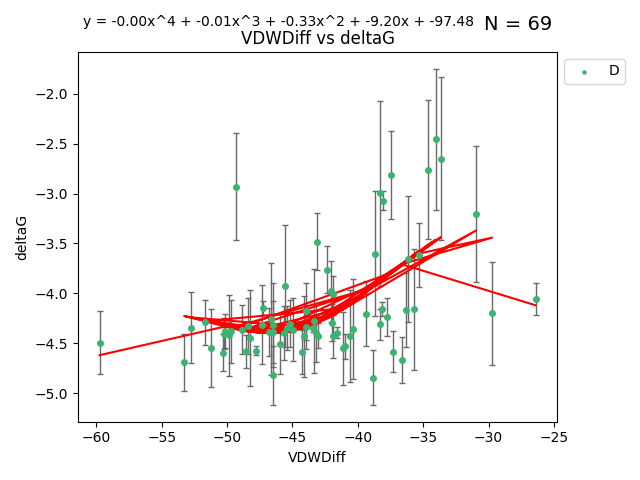 y = -0.00x^4 + -0.01x^3 + -0.33x^2 + -9.20x + -97.48
N = 69
VDWDiff vs deltaG
D
−2.0
−2.5
−3.0
−3.5
−4.0
−4.5
−5.0
deltaG
−60 −55 −50 −45 −40 −35 −30 −25
VDWDiff